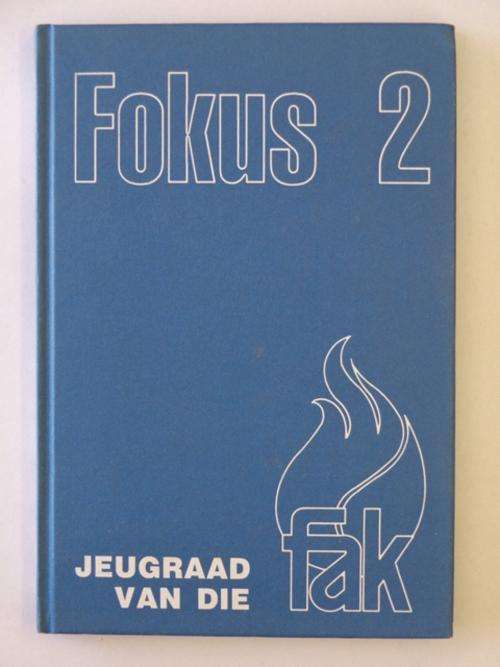 Fokus 2
JEUGRAAD
VAN DIE
fak